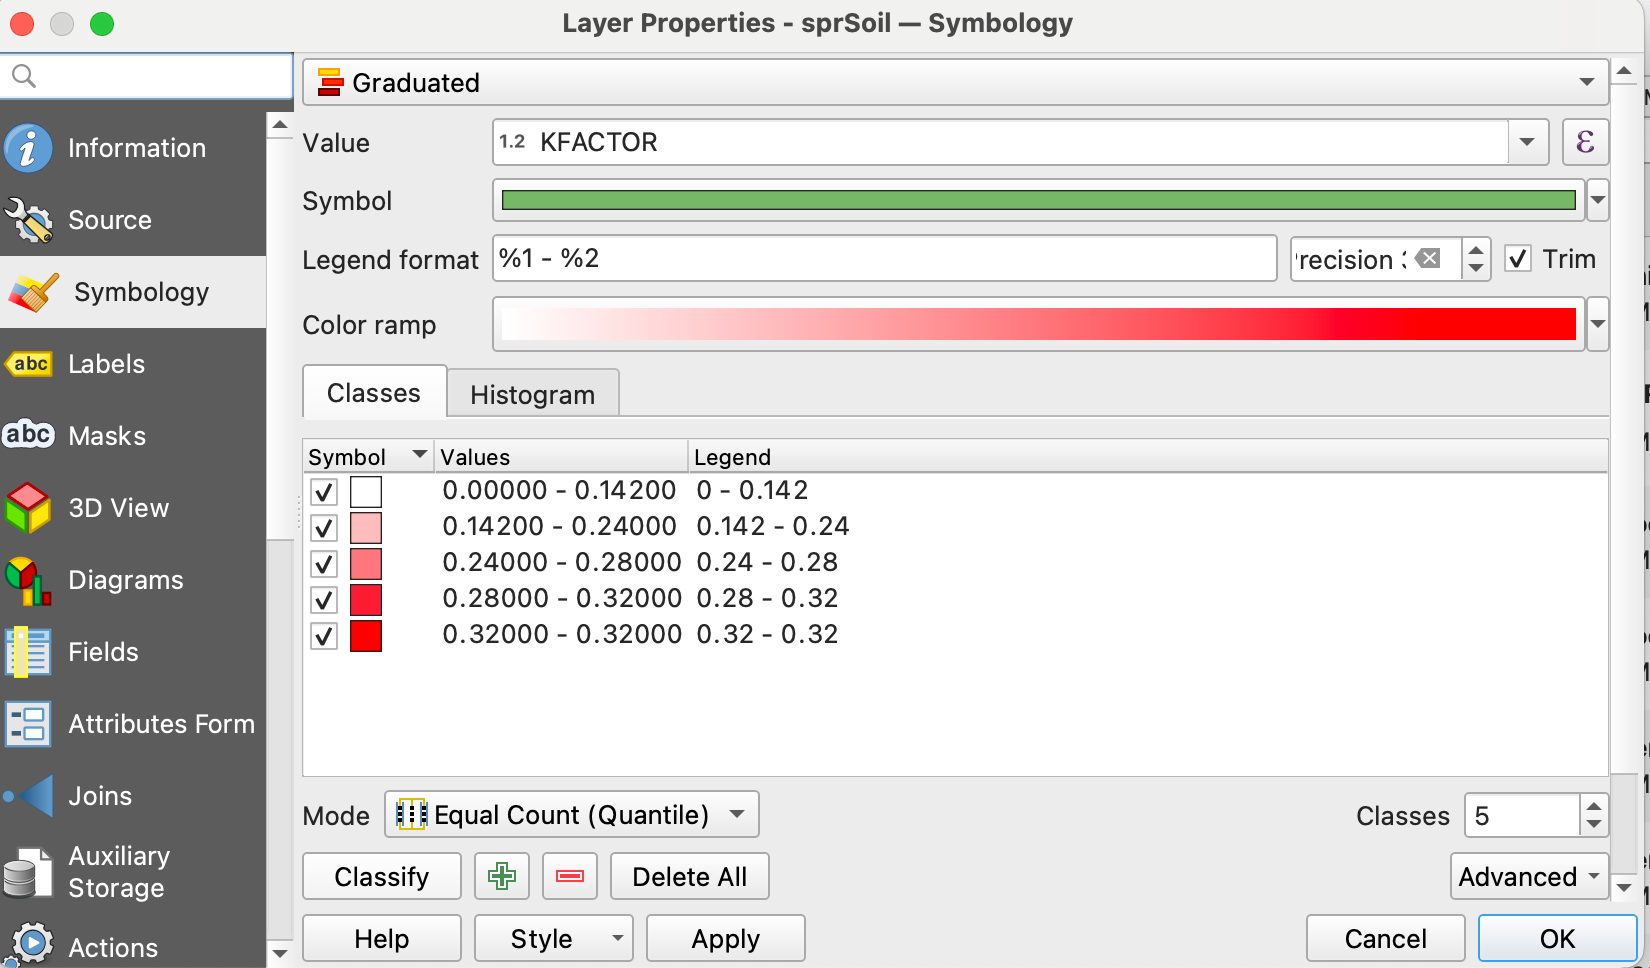 Layer Properties - sprSoil — Symbology
Graduated
Information
Value 1.2 KFACTOR ε
Source
Symbol
Legend format %1 - %2 Trim
Symbology
Color ramp
abc Labels
Classes Histogram
abc Masks
Symbol Values Legend
0.00000 - 0.14200 0 - 0.142
3D View
0.14200 - 0.24000 0.142 - 0.24
0.24000 - 0.28000 0.24 - 0.28
Diagrams
0.28000 - 0.32000 0.28 - 0.32
0.32000 - 0.32000 0.32 - 0.32
Fields
Attributes Form
Joins
Mode Equal Count (Quantile) Classes 5
Auxiliary
Storage
Classify Delete All Advanced
Actions
Help Style Apply Cancel OK